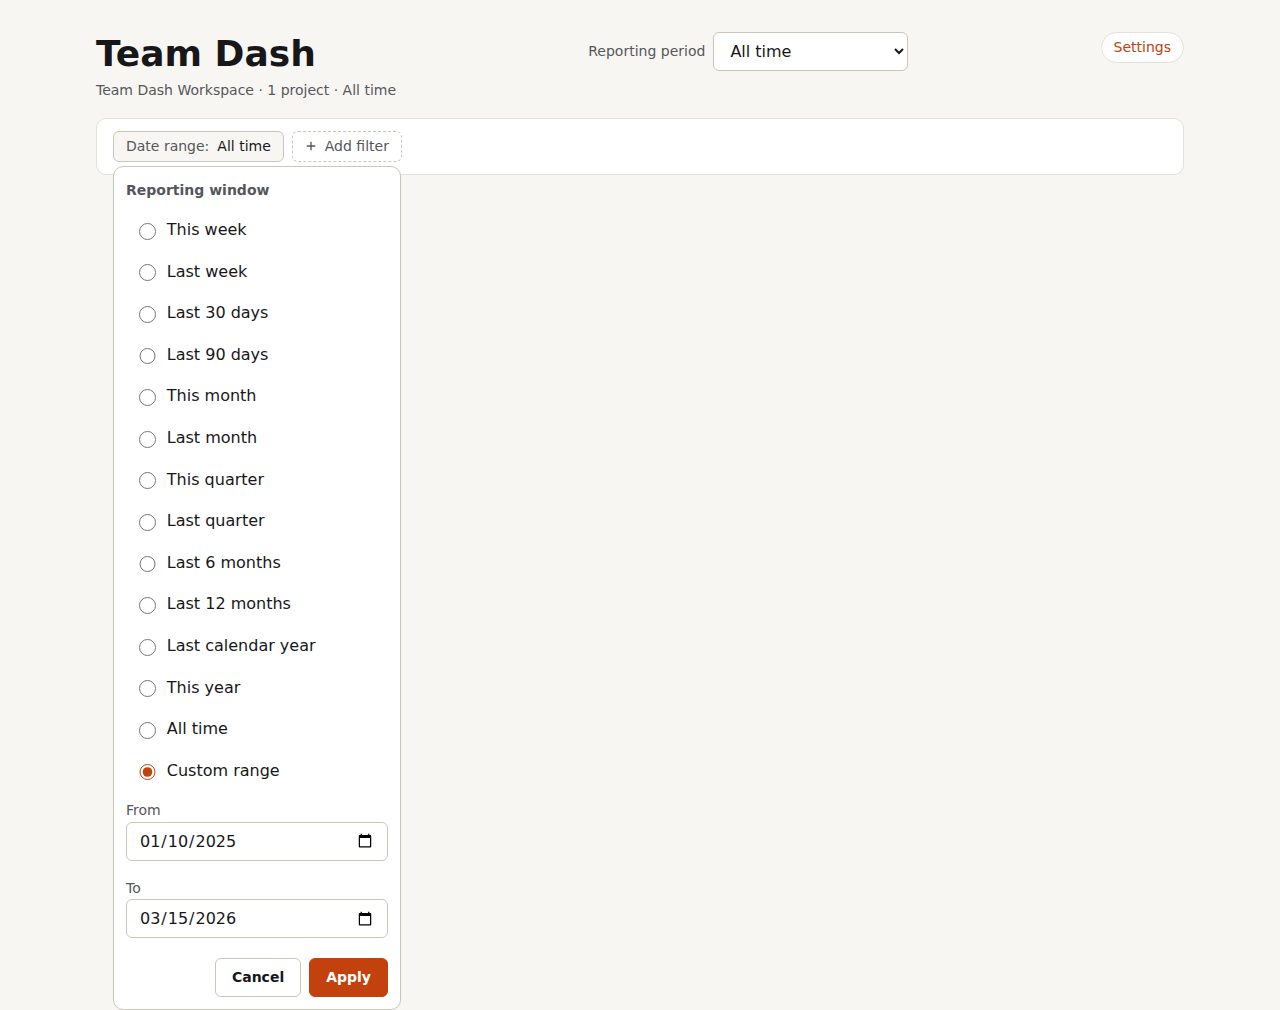 Team Dash
Reporting period All time
Settings
Team Dash Workspace · 1 project · All time
Date range: All time
+ Add filter
Reporting window
This week
Last week
Last 30 days
Last 90 days
This month
Last month
This quarter
Last quarter
Last 6 months
Last 12 months
Last calendar year
This year
All time
Custom range
From
01/10/2025
To
03/15/2026
Cancel
Apply